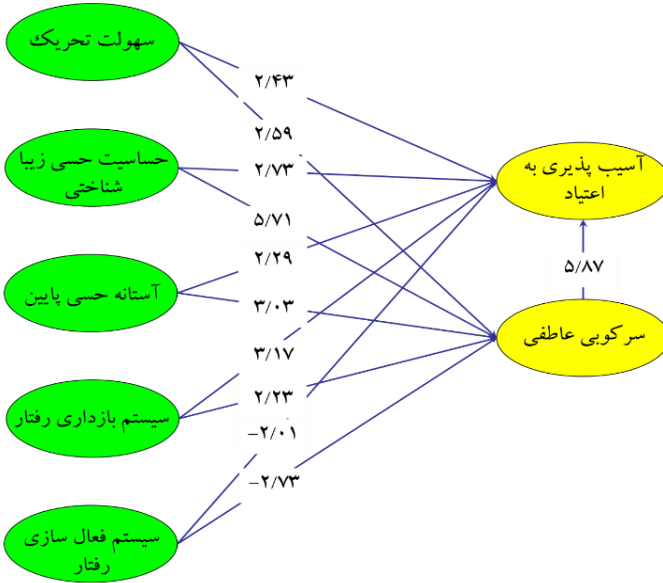 سهولت تحریک
۲/۴۳
۲/۵۹
حساسیت حسی زیبا
شناختی
۲/۷۳
آسیب پذیری به
اعتیاد
۵/۷۱
۲/۲۹
۵/۸۷
آستانه حسی پایین
۳/۰۳
سرکوبی عاطفی
۳/۱۷
۲/۲۳
سیستم بازداری رفتار
−۲/۰۱
−۲/۷۳
سیستم فعال سازی
رفتار